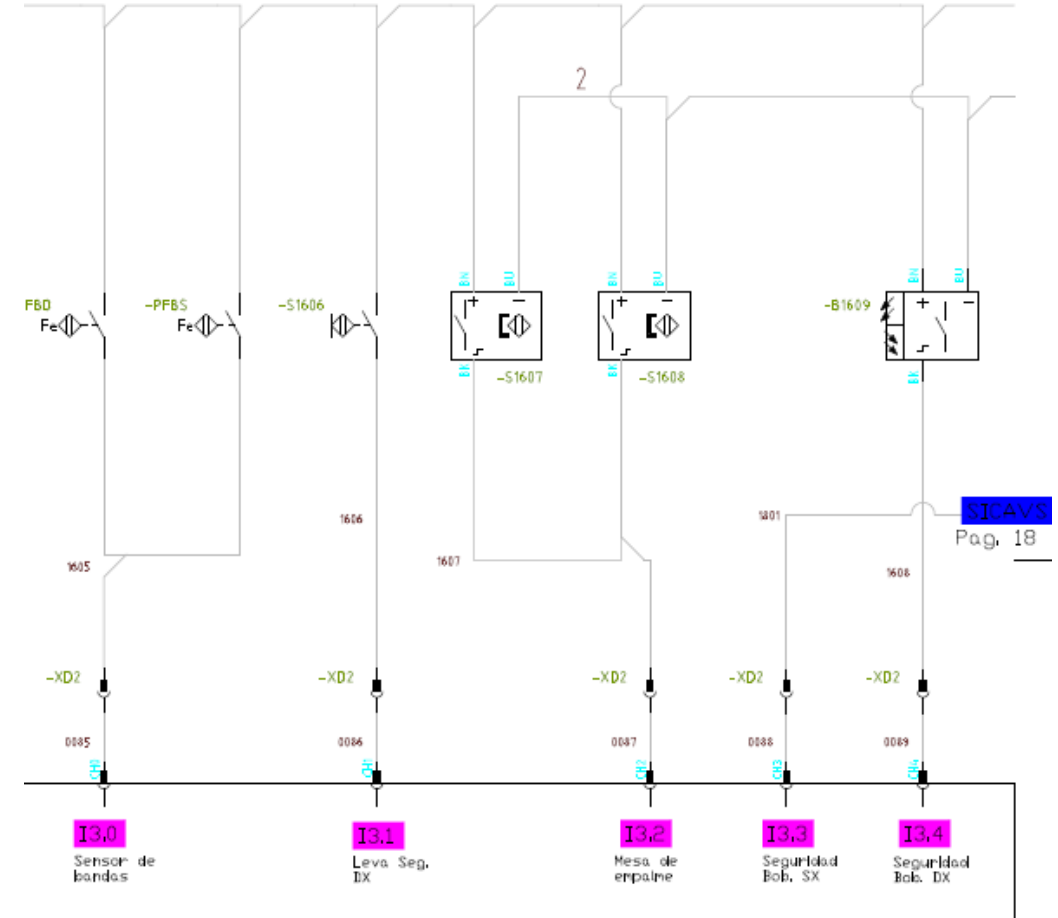 2
BN
BU
BN
BU
BN
BU
FBD
-PFBS
-S1606
-B1609
Fe
Fe
+
-
+
-
+
-
BK
-S1607
BK
-S1608
BK
1606
1801
SICAVS
Pag. 18
1605
1607
1608
-XD2
-XD2
-XD2
-XD2
-XD2
0085
0086
0087
0088
0089
CH0
CH1
CH2
CH3
CH4
I3.0
I3.1
I3.2
I3.3
I3.4
Sensor de
bandas
Leva Seg.
DX
Mesa de
empalme
Seguridad
Bob. SX
Seguridad
Bob. DX